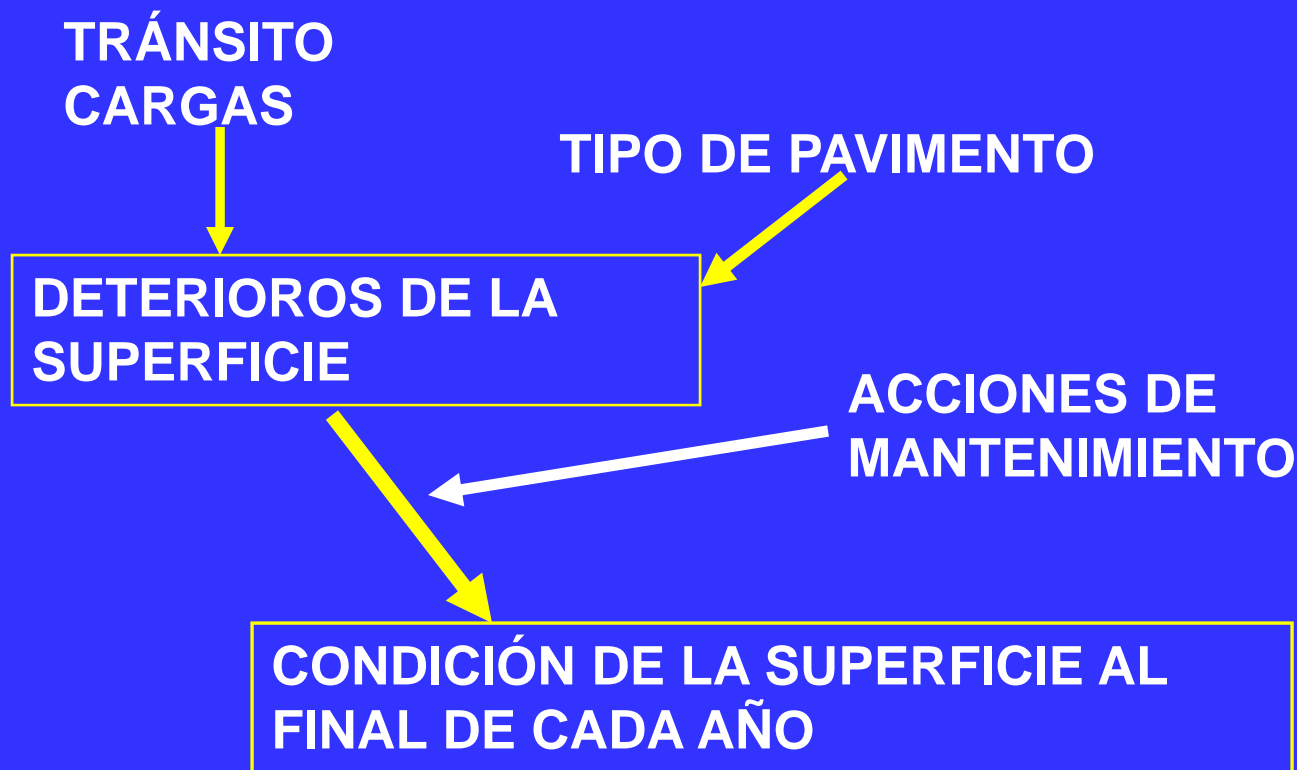 TRÁNSITO
CARGAS
TIPO DE PAVIMENTO
DETERIOROS DE LA
SUPERFICIE
ACCIONES DE
MANTENIMIENTO
CONDICIÓN DE LA SUPERFICIE AL
FINAL DE CADA AÑO